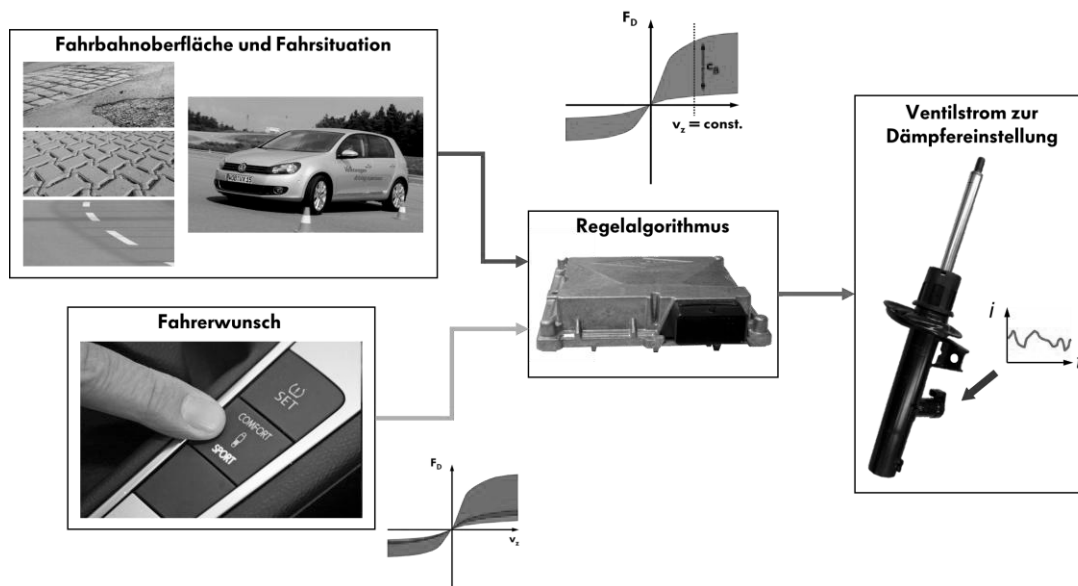 Fahrbahnoberfläche und Fahrsituation
F_D
c_B
v_z = const.
Ventilstrom zur
Dämpfereinstellung
Regelalgorithmus
i
Fahrerwunsch
SET
COMFORT
SPORT
F_D
v_z